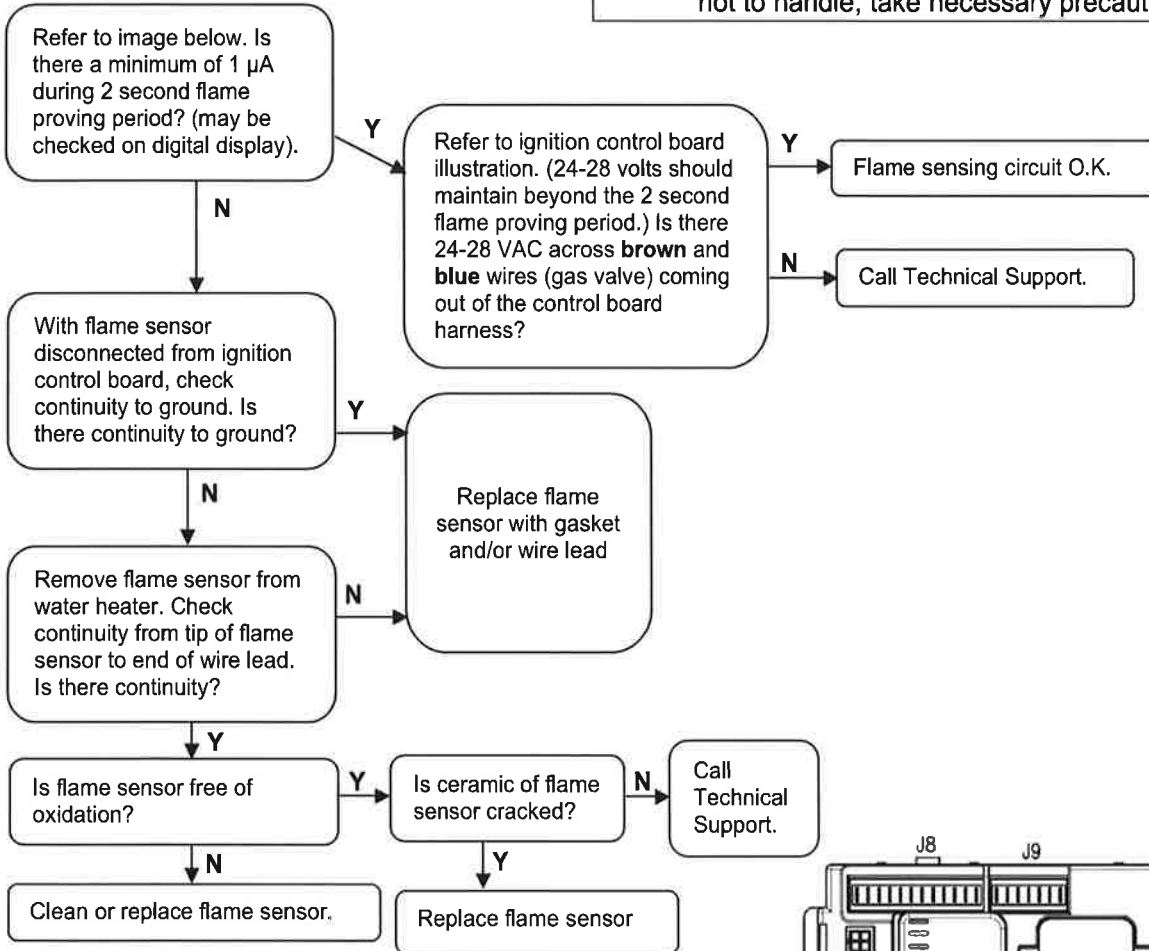 not to handle, take necessary precaut
Refer to image below. Is
there a minimum of 1 µA
during 2 second flame
proving period? (may be
checked on digital display).
Y
N
Refer to ignition control board
illustration. (24-28 volts should
maintain beyond the 2 second
flame proving period.) Is there
24-28 VAC across brown and
blue wires (gas valve) coming
out of the control board
harness?
Y
Flame sensing circuit O.K.
N
Call Technical Support.
With flame sensor
disconnected from ignition
control board, check
continuity to ground. Is
there continuity to ground?
Y
N
Replace flame
sensor with gasket
and/or wire lead
Remove flame sensor from
water heater. Check
continuity from tip of flame
sensor to end of wire lead.
Is there continuity?
N
Y
Is flame sensor free of
oxidation?
Y
N
Is ceramic of flame
sensor cracked?
N
Y
Call
Technical
Support.
Clean or replace flame sensor.
Replace flame sensor
J8
J9